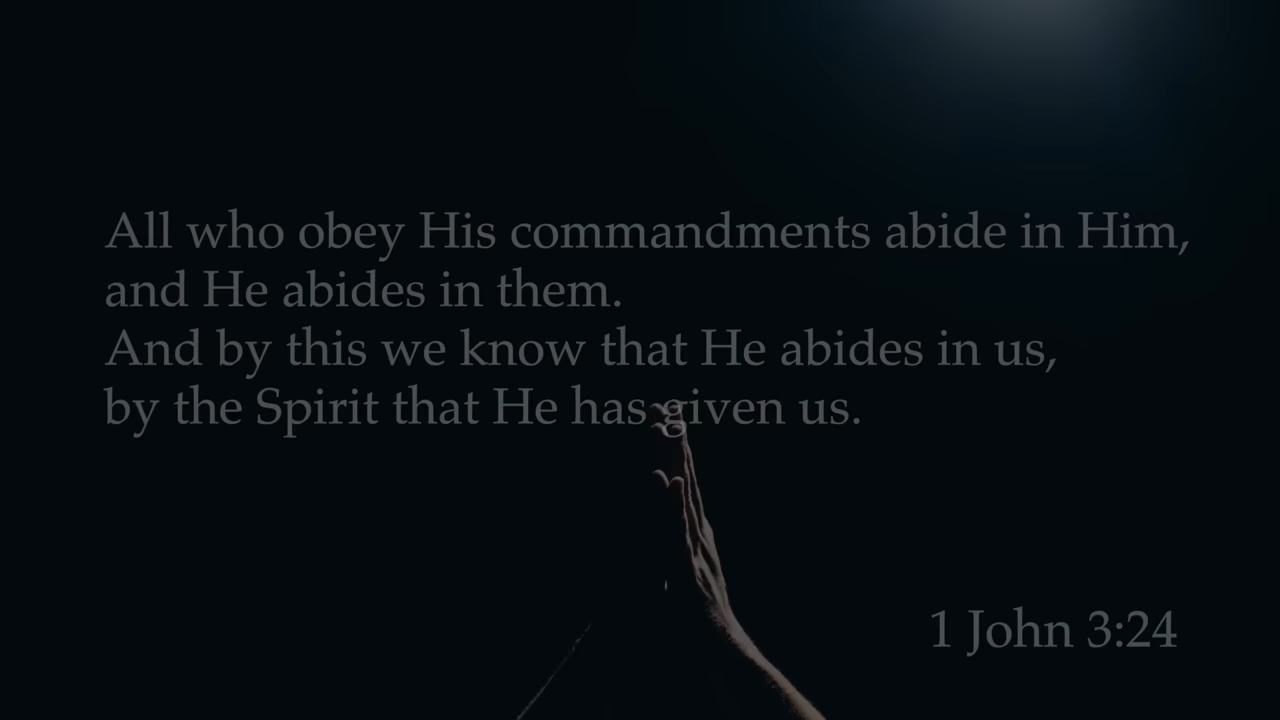 All who obey His commandments abide in Him,
and He abides in them.
And by this we know that He abides in us,
by the Spirit that He has given us.
1 John 3:24